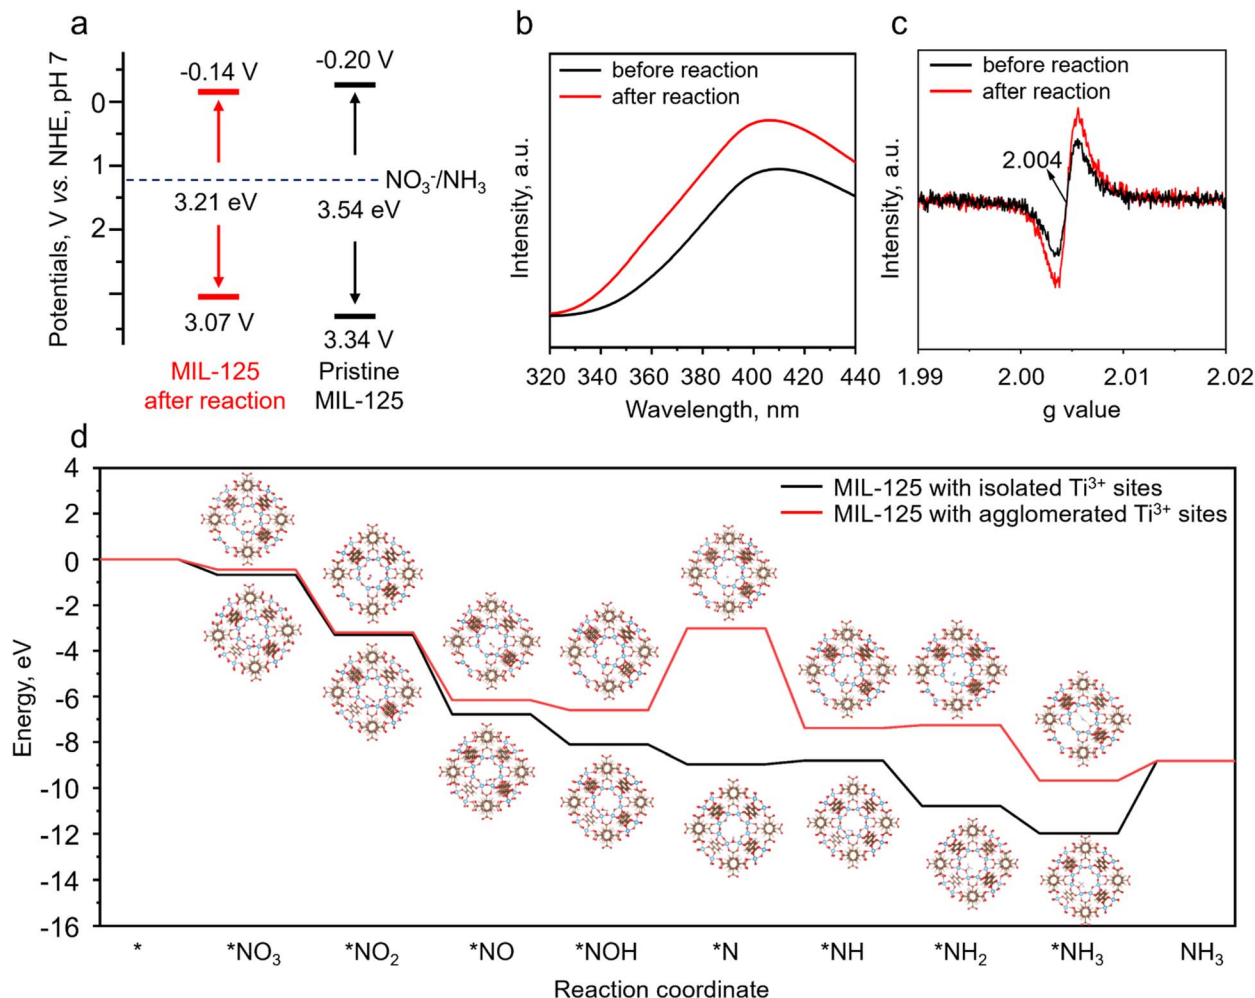 a
Potentials, V vs. NHE, pH 7
0
1
2
-0.14 V
-0.20 V
NO₃⁻/NH₃
3.21 eV
3.54 eV
3.07 V
3.34 V
MIL-125
after reaction
Pristine
MIL-125
b
before reaction
after reaction
Intensity, a.u.
320 340 360 380 400 420 440
Wavelength, nm
c
before reaction
after reaction
2.004
Intensity, a.u.
1.99 2.00 2.01 2.02
g value
d
MIL-125 with isolated Ti³⁺ sites
MIL-125 with agglomerated Ti³⁺ sites
Energy, eV
4
2
0
-2
-4
-6
-8
-10
-12
-14
-16
* *NO₃ *NO₂ *NO *NOH *N *NH *NH₂ *NH₃ NH₃
Reaction coordinate